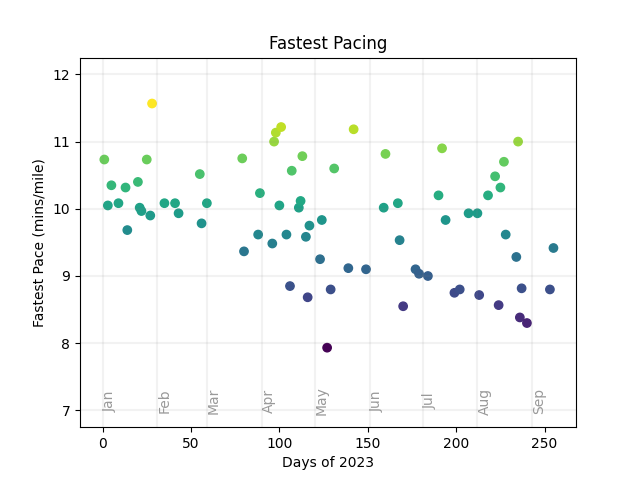 Fastest Pacing
Fastest Pace (mins/mile)
12
11
10
9
8
7
Jan
Feb
Mar
Apr
May
Jun
Jul
Aug
Sep
0 50 100 150 200 250
Days of 2023